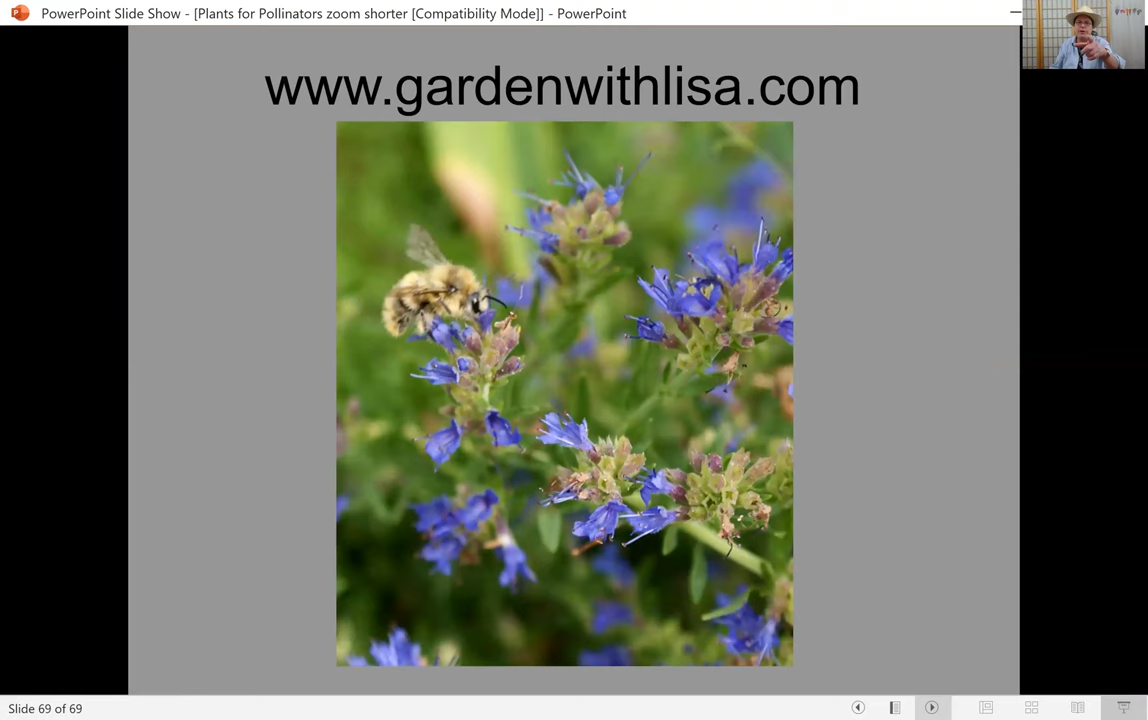 PowerPoint Slide Show - [Plants for Pollinators zoom shorter [Compatibility Mode]] - PowerPoint
www.gardenwithlisa.com
Slide 69 of 69